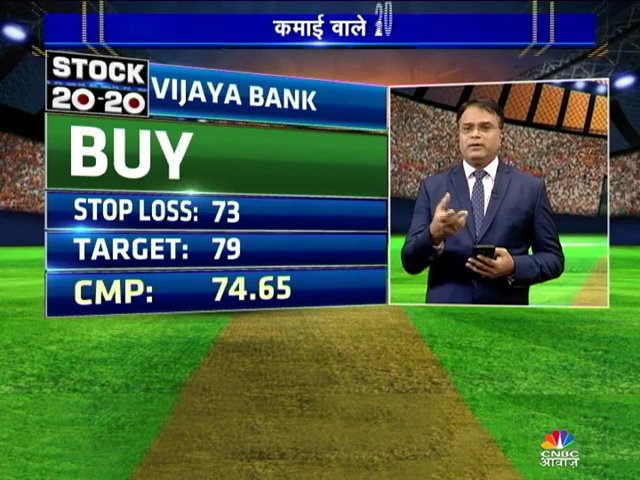 कमाई वाले 20
STOCK
20-20
VIJAYA BANK
BUY
STOP LOSS: 73
TARGET: 79
CMP: 74.65
CNBC
आवाज़